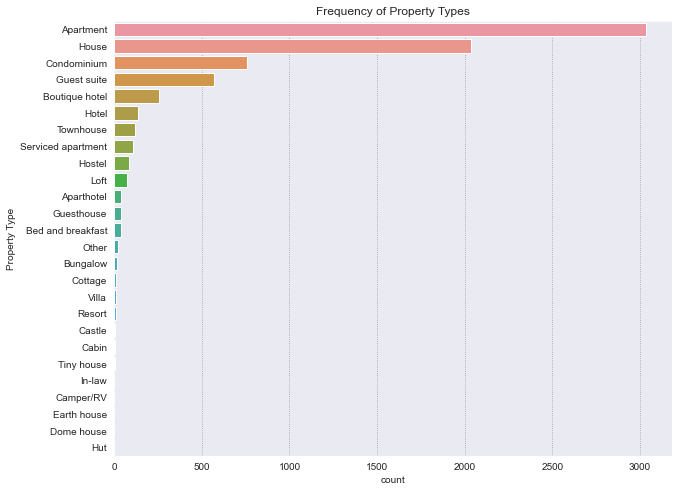 Frequency of Property Types
Apartment
House
Condominium
Guest suite
Boutique hotel
Hotel
Townhouse
Serviced apartment
Hostel
Loft
Aparthotel
Guesthouse
Bed and breakfast
Other
Bungalow
Cottage
Villa
Resort
Castle
Cabin
Tiny house
In-law
Camper/RV
Earth house
Dome house
Hut
Property Type
0 500 1000 1500 2000 2500 3000
count